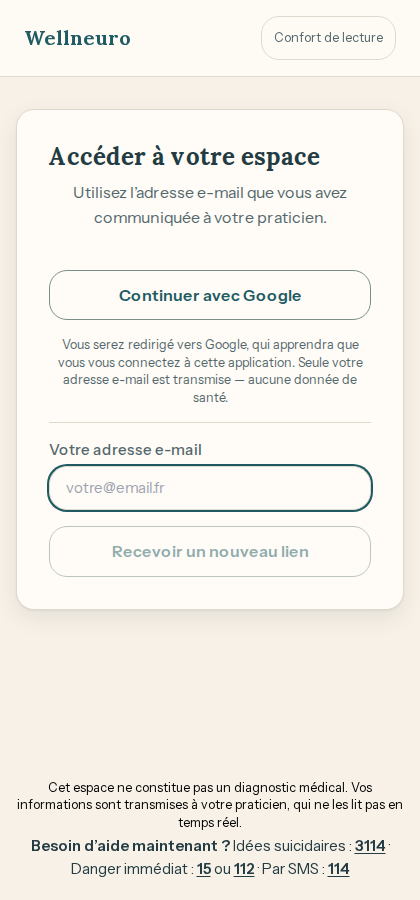 Wellneuro
Confort de lecture
Accéder à votre espace
Utilisez l'adresse e-mail que vous avez
communiquée à votre praticien.
Continuer avec Google
Vous serez redirigé vers Google, qui apprendra que
vous vous connectez à cette application. Seule votre
adresse e-mail est transmise — aucune donnée de
santé.
Votre adresse e-mail
votre@email.fr
Recevoir un nouveau lien
Cet espace ne constitue pas un diagnostic médical. Vos
informations sont transmises à votre praticien, qui ne les lit pas en
temps réel.
Besoin d'aide maintenant ? Idées suicidaires : 3114 ·
Danger immédiat : 15 ou 112 · Par SMS : 114